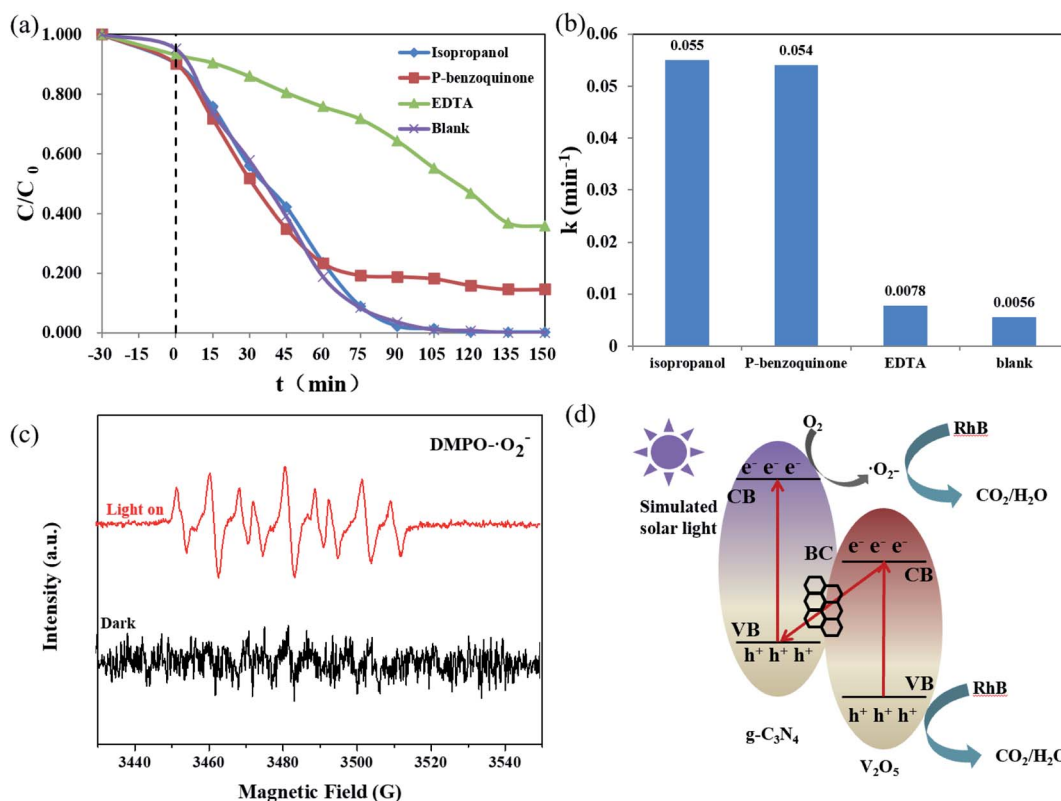 (a)
1.000
0.800
0.600
0.400
0.200
0.000
C/C₀
-30 -15 0 15 30 45 60 75 90 105 120 135 150
t (min)
Isopropanol
P-benzoquinone
EDTA
Blank
(b)
0.06
0.05
0.04
0.03
0.02
0.01
0
k (min⁻¹)
0.055
0.054
0.0078
0.0056
isopropanol P-benzoquinone EDTA blank
(c)
DMPO-·O₂⁻
Light on
Dark
Intensity (a.u.)
3440 3460 3480 3500 3520 3540
Magnetic Field (G)
(d)
Simulated
solar light
O₂
·O₂-
RhB
CO₂/H₂O
e⁻ e⁻ e⁻
CB
BC
e⁻ e⁻ e⁻
CB
VB
h⁺ h⁺ h⁺
VB
h⁺ h⁺ h⁺
RhB
CO₂/H₂O
g-C₃N₄
V₂O₅